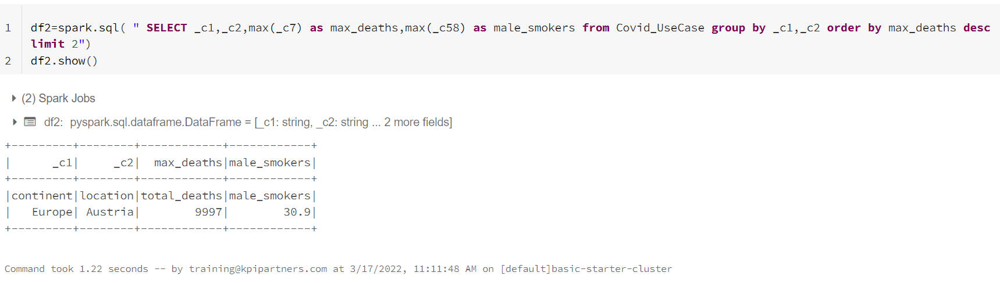 1 df2=spark.sql( " SELECT _c1,_c2,max(_c7) as max_deaths,max(_c58) as male_smokers from Covid_UseCase group by _c1,_c2 order by max_deaths desc
limit 2")
2 df2.show()
(2) Spark Jobs
df2: pyspark.sql.dataframe.DataFrame = [_c1: string, _c2: string ... 2 more fields]
+---------+--------+------------+------------+
|      _c1|     _c2|  max_deaths|male_smokers|
+---------+--------+------------+------------+
|continent|location|total_deaths|male_smokers|
|   Europe| Austria|        9997|        30.9|
+---------+--------+------------+------------+
Command took 1.22 seconds -- by training@kpipartners.com at 3/17/2022, 11:11:48 AM on [default]basic-starter-cluster